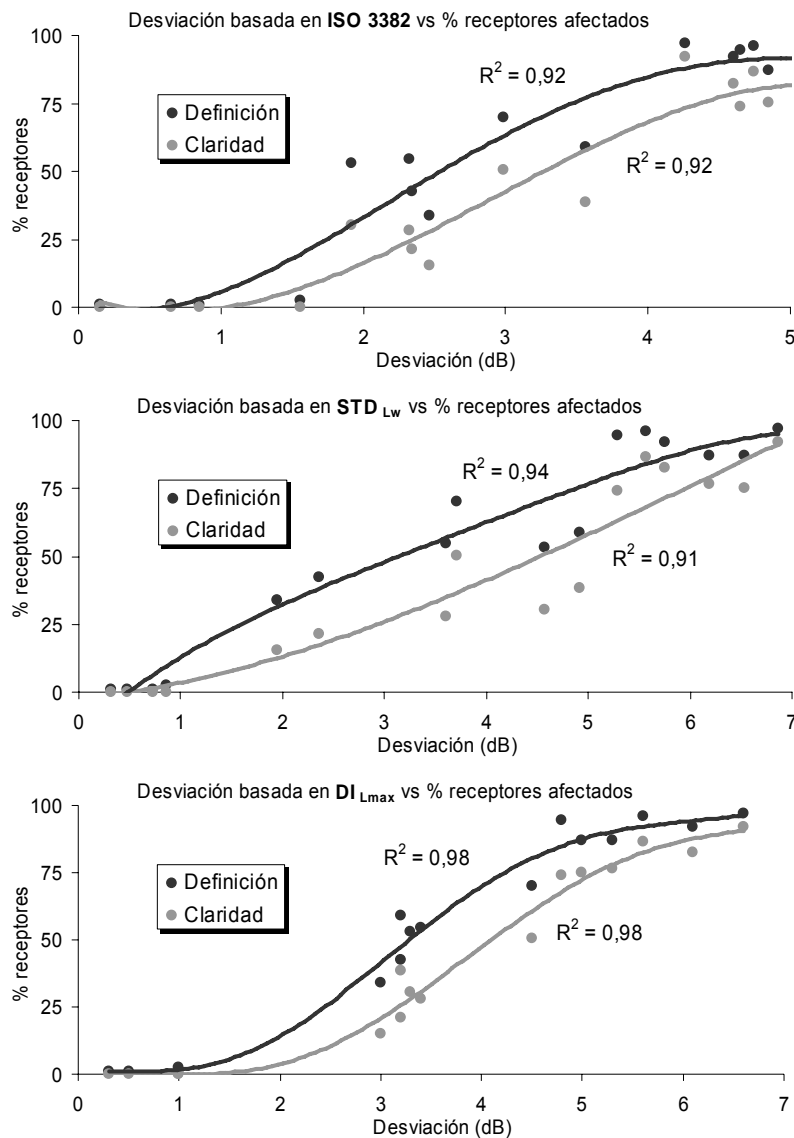 Desviación basada en ISO 3382 vs % receptores afectados
100
75
50
25
0
% receptores
Definición
Claridad
R² = 0,92
R² = 0,92
0 1 2 3 4 5
Desviación (dB)
Desviación basada en STD Lw vs % receptores afectados
100
75
50
25
0
% receptores
Definición
Claridad
R² = 0,94
R² = 0,91
0 1 2 3 4 5 6 7
Desviación (dB)
Desviación basada en DI Lmax vs % receptores afectados
100
75
50
25
0
% receptores
Definición
Claridad
R² = 0,98
R² = 0,98
0 1 2 3 4 5 6 7
Desviación (dB)